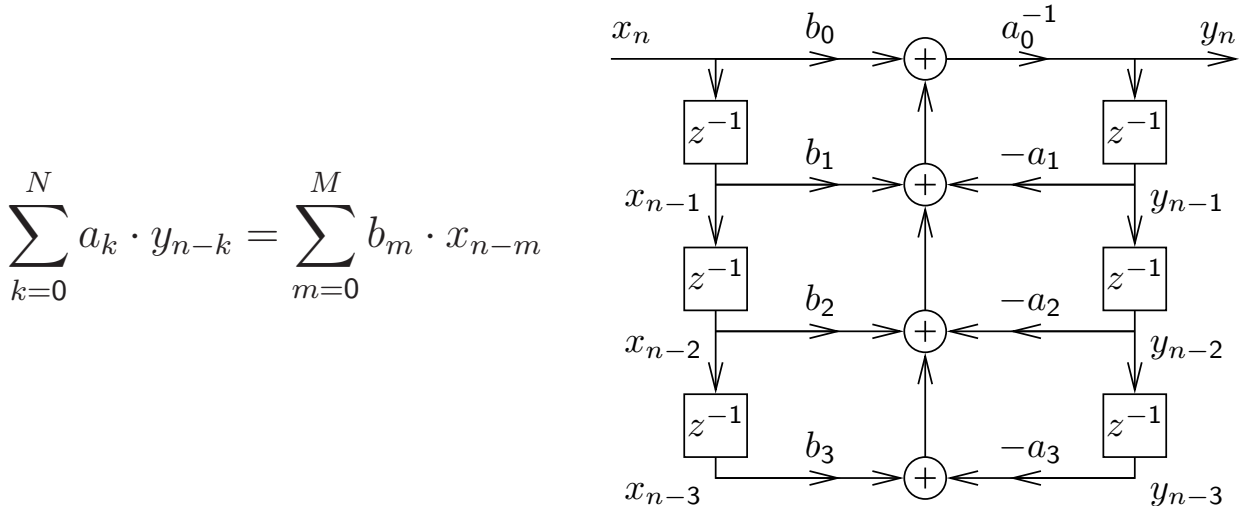 N M
∑ a_k · y_{n−k} = ∑ b_m · x_{n−m}
k=0 m=0
x_n b_0 + a_0^{−1} y_n
z^{−1} z^{−1}
b_1 + −a_1
x_{n−1} y_{n−1}
z^{−1} z^{−1}
b_2 + −a_2
x_{n−2} y_{n−2}
z^{−1} z^{−1}
b_3 + −a_3
x_{n−3} y_{n−3}